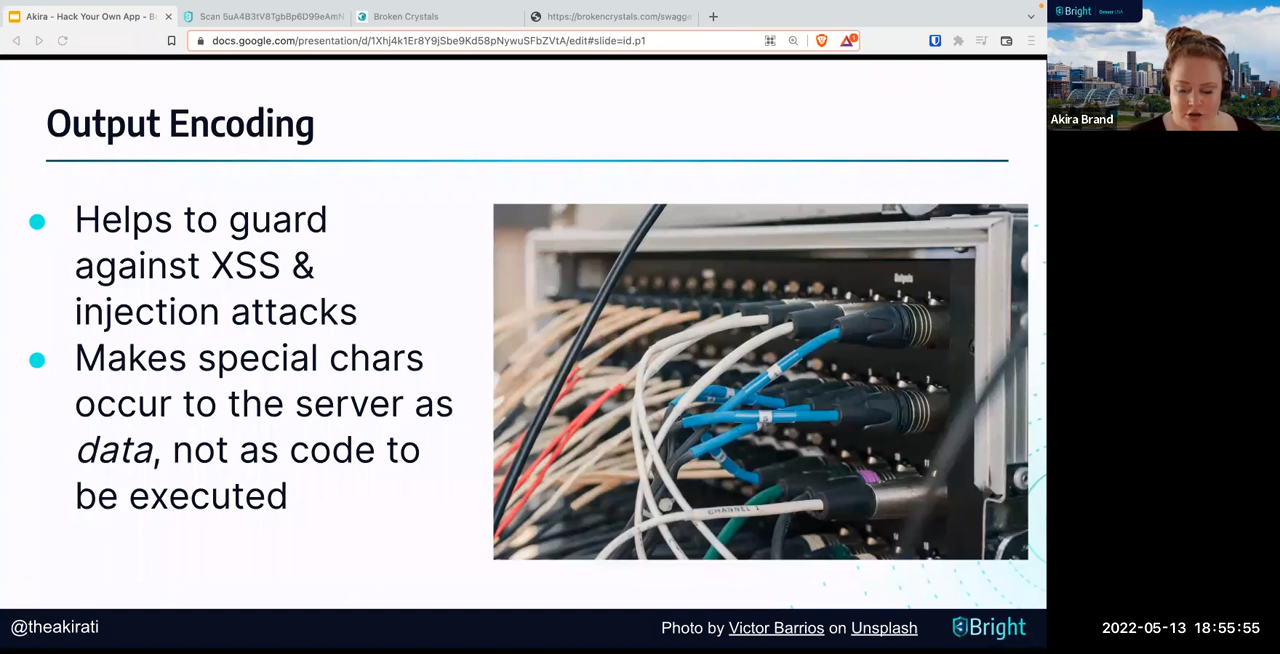 Akira - Hack Your Own App - B
Scan 5uA4B3tV8TgbBp6D99eAmN
Broken Crystals
https://brokencrystals.com/swagge
docs.google.com/presentation/d/1Xhj4k1Er8Y9jSbe9Kd58pNywuSFbZVtA/edit#slide=id.p1
Bright
Akira Brand
Output Encoding
Helps to guard
against XSS &
injection attacks
Makes special chars
occur to the server as
data, not as code to
be executed
Outputs
CHANNEL 1
@theakirati
Photo by Victor Barrios on Unsplash
Bright
2022-05-13 18:55:55